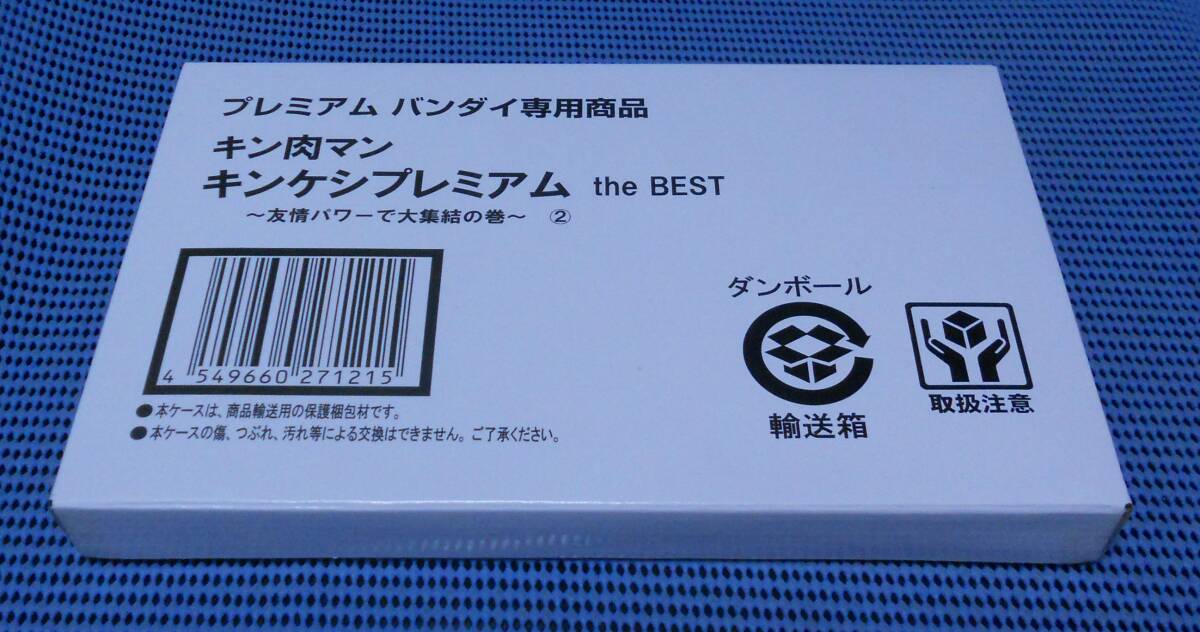 プレミアム バンダイ専用商品
キン肉マン
キンケシプレミアム the BEST
～友情パワーで大集結の巻～ ②
4 549660 271215
●本ケースは、商品輸送用の保護梱包材です。
●本ケースの傷、つぶれ、汚れ等による交換はできません。ご了承ください。
ダンボール
輸送箱
取扱注意